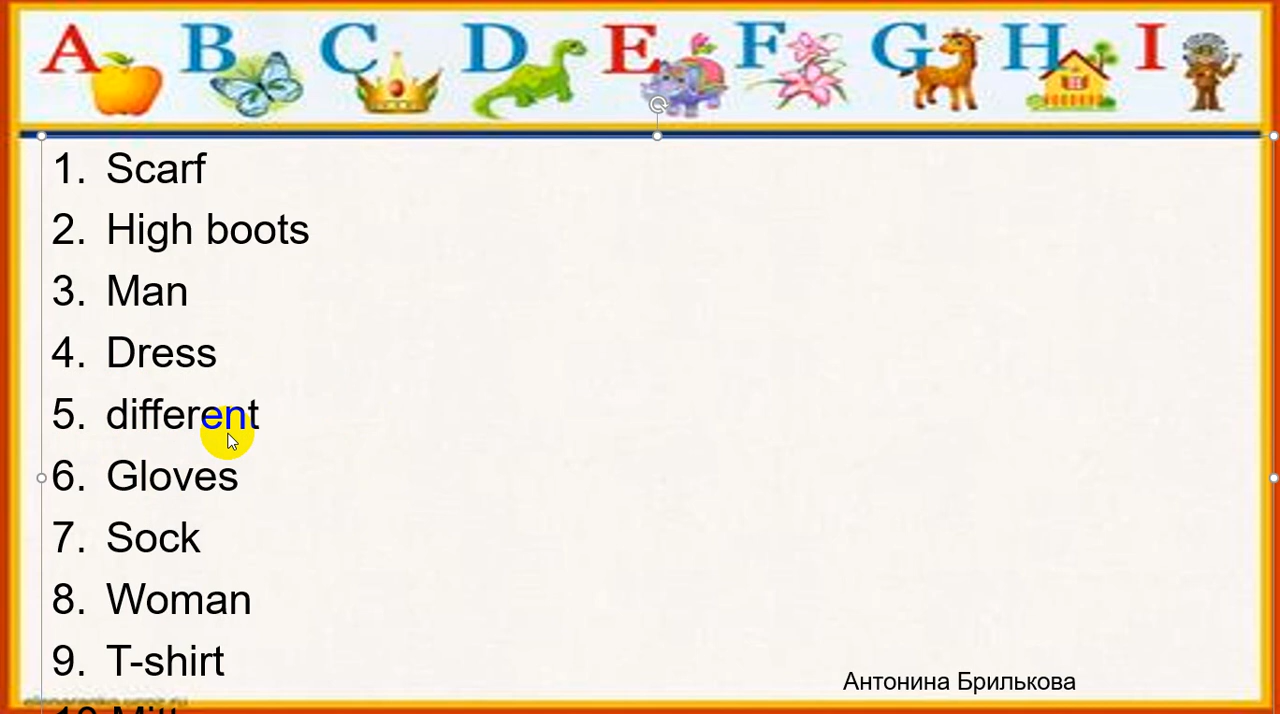 A B C D E F G H I
1. Scarf
2. High boots
3. Man
4. Dress
5. different
6. Gloves
7. Sock
8. Woman
9. T-shirt
Антонина Брилькова